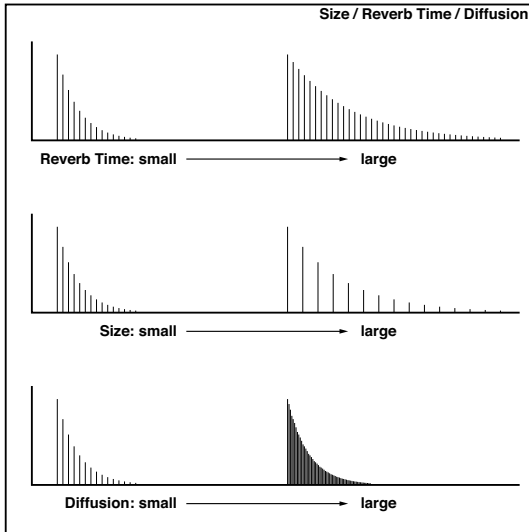 Size / Reverb Time / Diffusion
Reverb Time: small large
Size: small large
Diffusion: small large